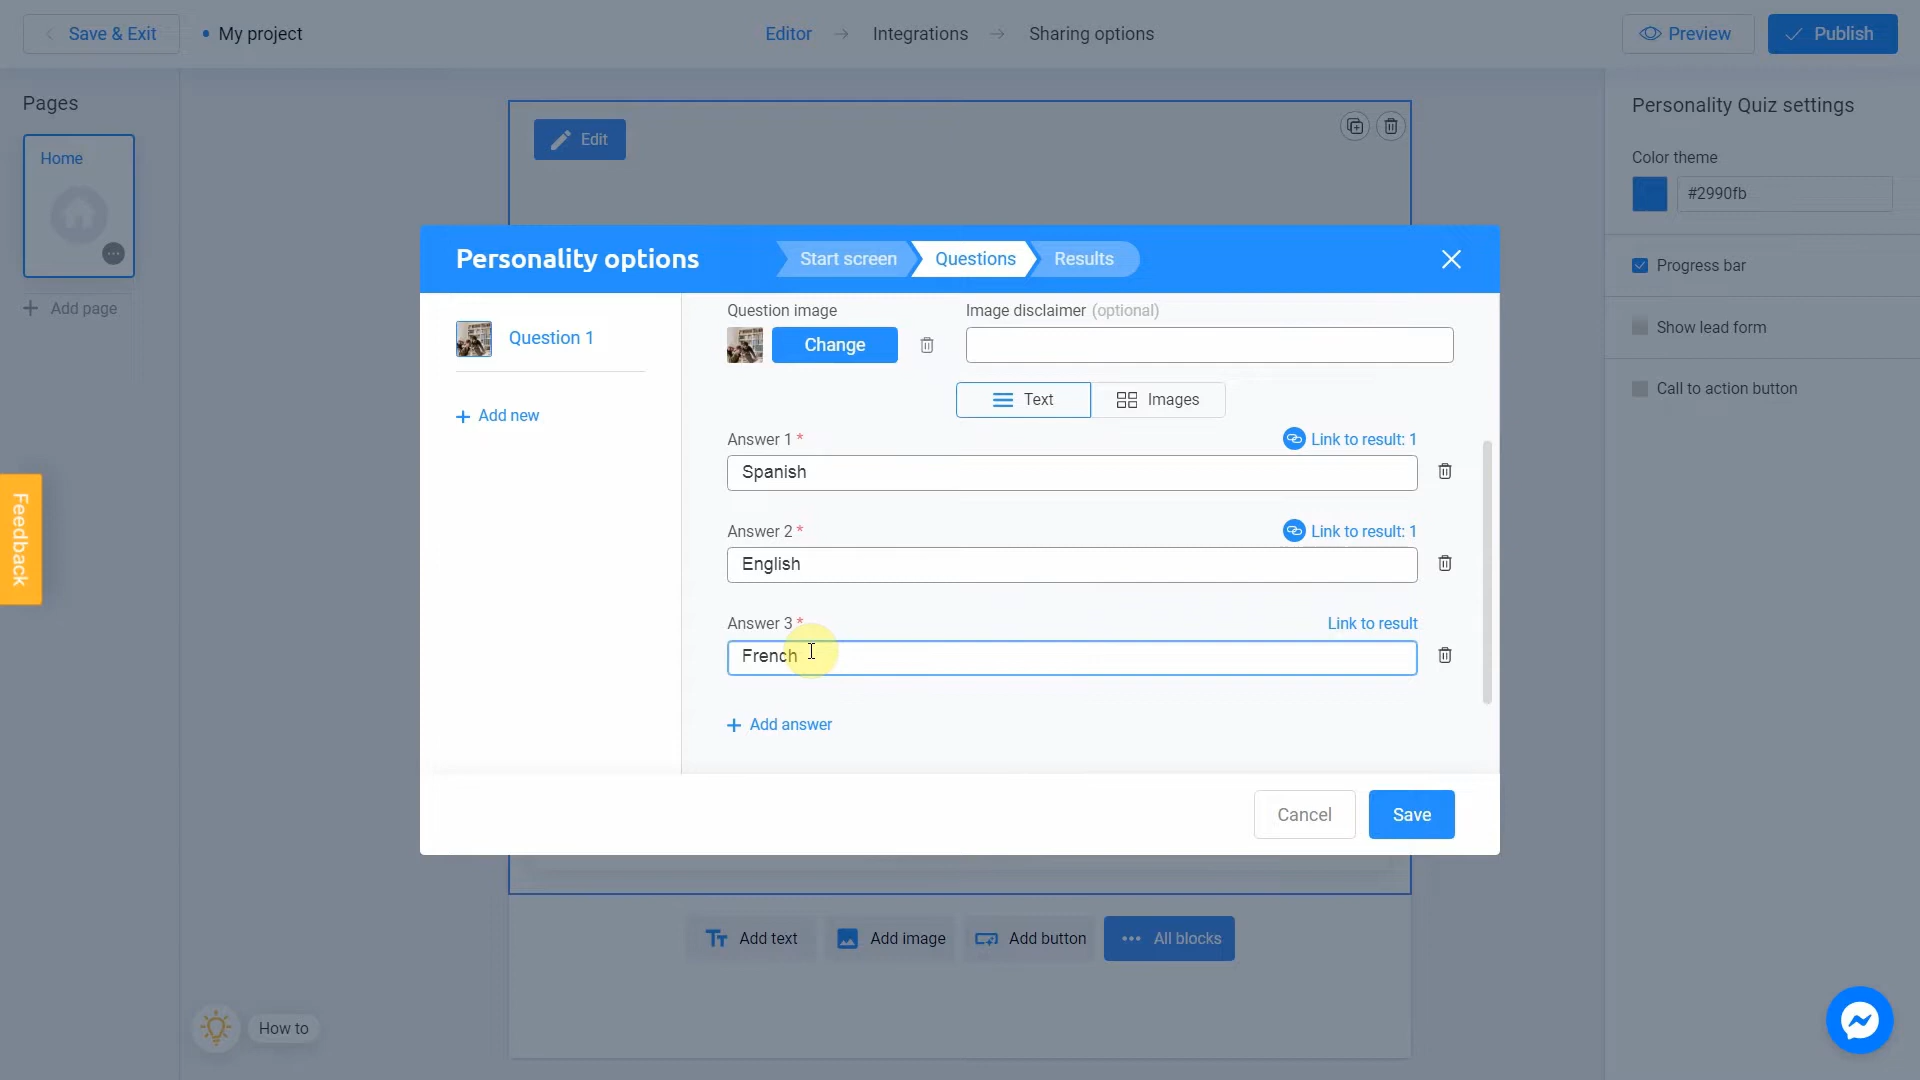 Save & Exit
My project
Editor
Integrations
Sharing options
Preview
Publish
Pages
Home
Add page
Edit
Personality Quiz settings
Color theme
#2990fb
Progress bar
Show lead form
Call to action button
Feedback
Personality options
Start screen
Questions
Results
Question 1
Add new
Question image
Image disclaimer (optional)
Change
Text
Images
Answer 1 *
Link to result: 1
Spanish
Answer 2 *
Link to result: 1
English
Answer 3 *
Link to result
French
Add answer
Cancel
Save
Add text
Add image
Add button
All blocks
How to